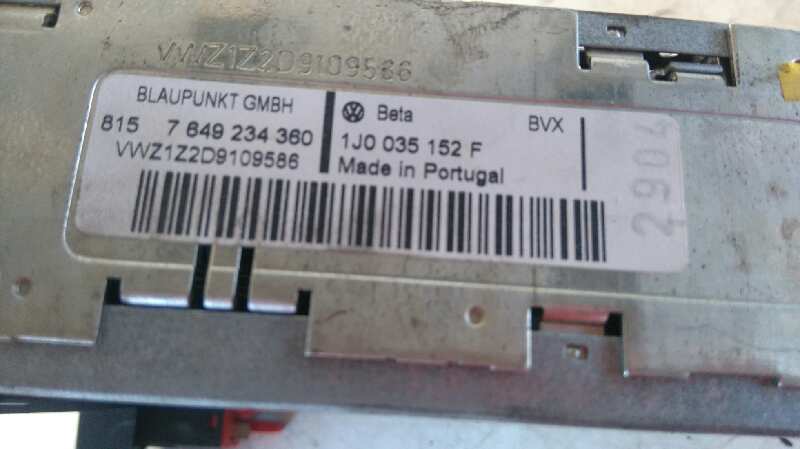 VWZ1Z2D9109586
BLAUPUNKT GMBH
815 7 649 234 360
VWZ1Z2D9109586
Beta
BVX
1J0 035 152 F
Made in Portugal
2904